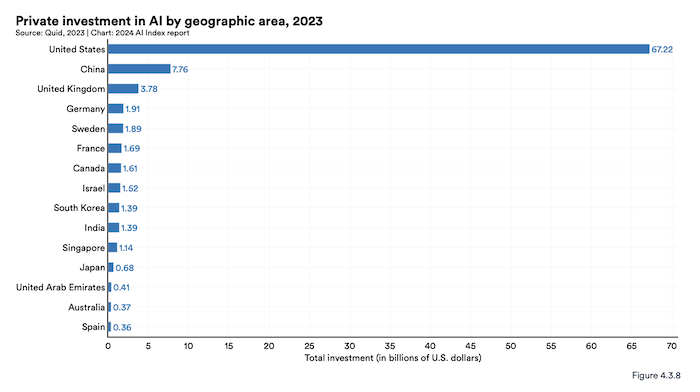 Private investment in AI by geographic area, 2023
Source: Quid, 2023 | Chart: 2024 AI Index report
United States 67.22
China 7.76
United Kingdom 3.78
Germany 1.91
Sweden 1.89
France 1.69
Canada 1.61
Israel 1.52
South Korea 1.39
India 1.39
Singapore 1.14
Japan 0.68
United Arab Emirates 0.41
Australia 0.37
Spain 0.36
0 5 10 15 20 25 30 35 40 45 50 55 60 65 70
Total investment (in billions of U.S. dollars)
Figure 4.3.8